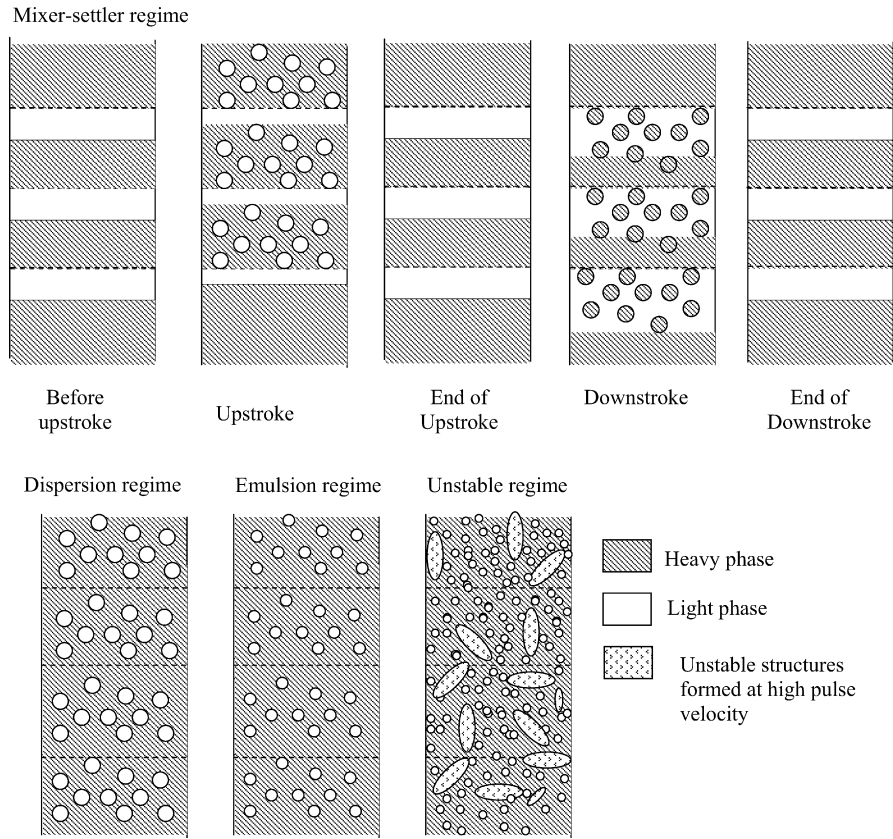 Mixer-settler regime
Before
upstroke
Upstroke
End of
Upstroke
Downstroke
End of
Downstroke
Dispersion regime
Emulsion regime
Unstable regime
Heavy phase
Light phase
Unstable structures
formed at high pulse
velocity